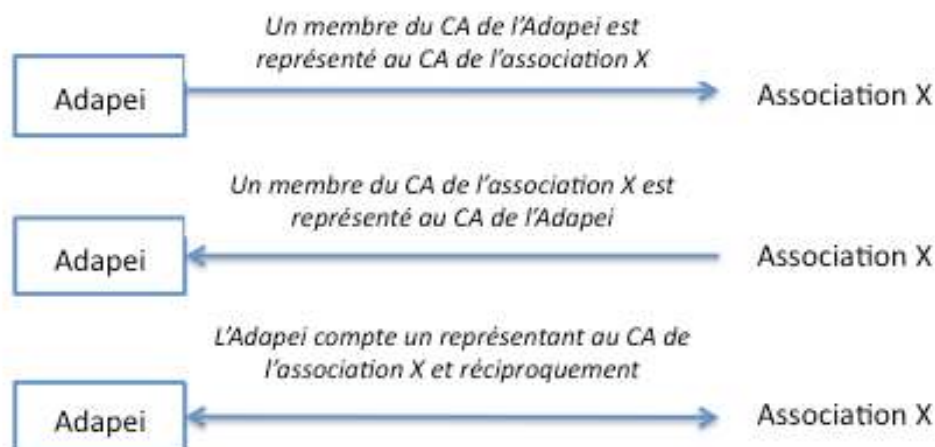 Un membre du CA de l'Adapei est
représenté au CA de l'association X
Adapei
Association X
Un membre du CA de l'association X est
représenté au CA de l'Adapei
Adapei
Association X
L'Adapei compte un représentant au CA de
l'association X et réciproquement
Adapei
Association X